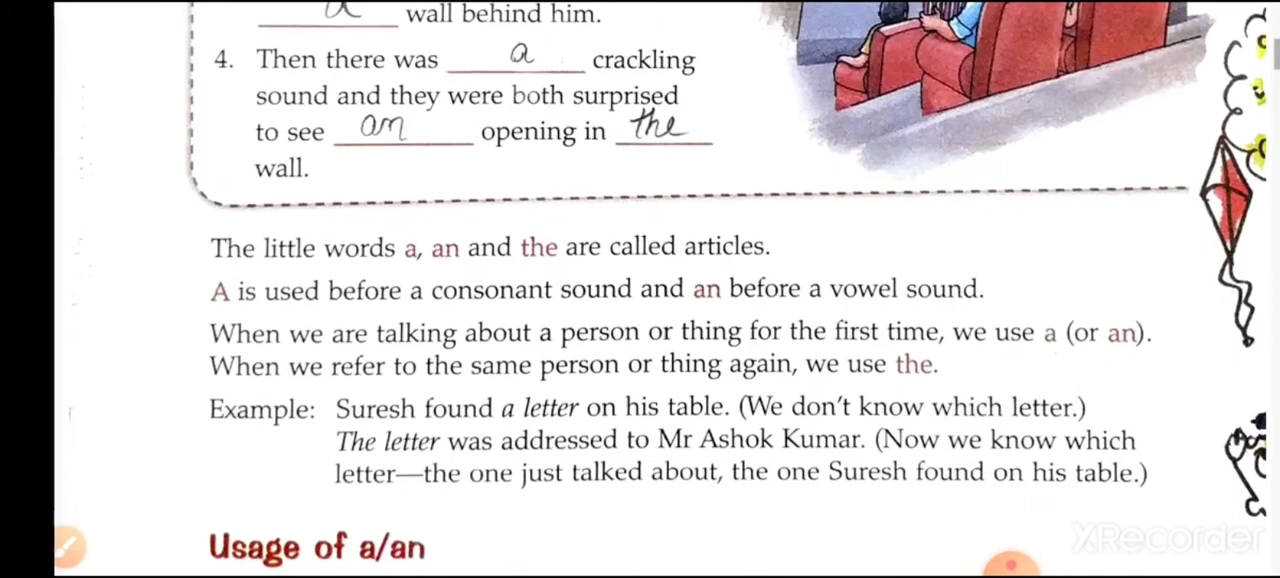 a wall behind him.
4. Then there was a crackling
sound and they were both surprised
to see an opening in the
wall.
The little words a, an and the are called articles.
A is used before a consonant sound and an before a vowel sound.
When we are talking about a person or thing for the first time, we use a (or an).
When we refer to the same person or thing again, we use the.
Example: Suresh found a letter on his table. (We don't know which letter.)
The letter was addressed to Mr Ashok Kumar. (Now we know which
letter—the one just talked about, the one Suresh found on his table.)
Usage of a/an
XRecorder